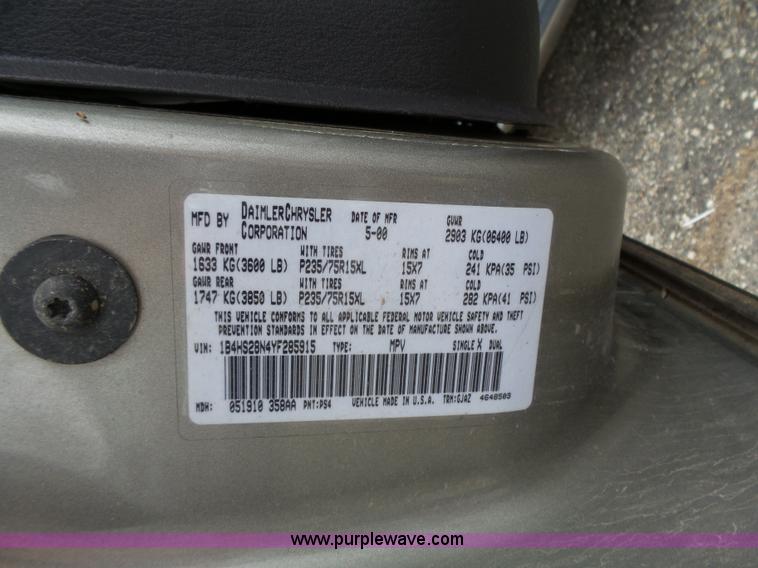 MFD BY DAIMLERCHRYSLER CORPORATION DATE OF MFR 5-00 GVWR 2903 KG(06400 LB)
GAWR FRONT WITH TIRES RIMS AT COLD
1633 KG(3600 LB) P235/75R15XL 15X7 241 KPA(35 PSI)
GAWR REAR WITH TIRES RIMS AT COLD
1747 KG(3850 LB) P235/75R15XL 15X7 282 KPA(41 PSI)
THIS VEHICLE CONFORMS TO ALL APPLICABLE FEDERAL MOTOR VEHICLE SAFETY AND THEFT
PREVENTION STANDARDS IN EFFECT ON THE DATE OF MANUFACTURE SHOWN ABOVE.
VIN: 1B4HS28N4YF285915 TYPE: MPV SINGLE X DUAL
MDH: 051910 358AA PNT:PS4 VEHICLE MADE IN U.S.A. TRM:GJAZ 4648503
www.purplewave.com